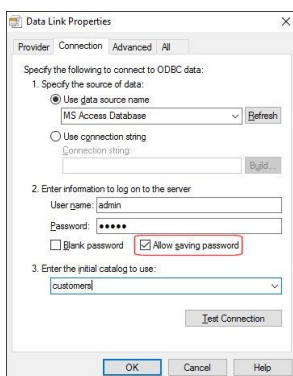 Data Link Properties
Provider Connection Advanced All
Specify the following to connect to ODBC data:
1. Specify the source of data:
Use data source name
MS Access Database Refresh
Use connection string
Connection string:
Build...
2. Enter information to log on to the server
User name: admin
Password: •••••
Blank password Allow saving password
3. Enter the initial catalog to use:
customers
Test Connection
OK Cancel Help